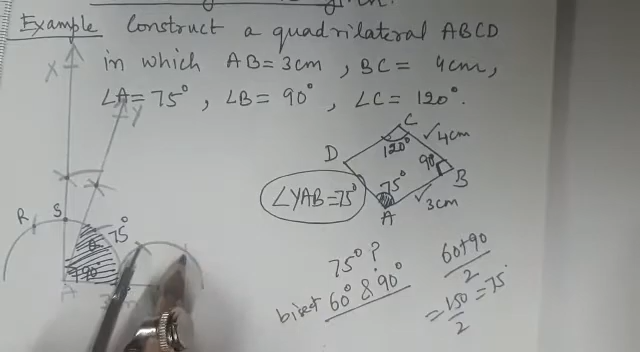 Example Construct a quadrilateral ABCD
in which AB = 3cm , BC = 4cm,
∠A = 75° , ∠B = 90° , ∠C = 120°.
X
Y
C
120°
4cm
D
90
B
75°
A
3cm
∠YAB = 75°
R
S
75°
90°
A
75° ?
bisect 60° & 90°
60+90
2
= 150 = 75°
2